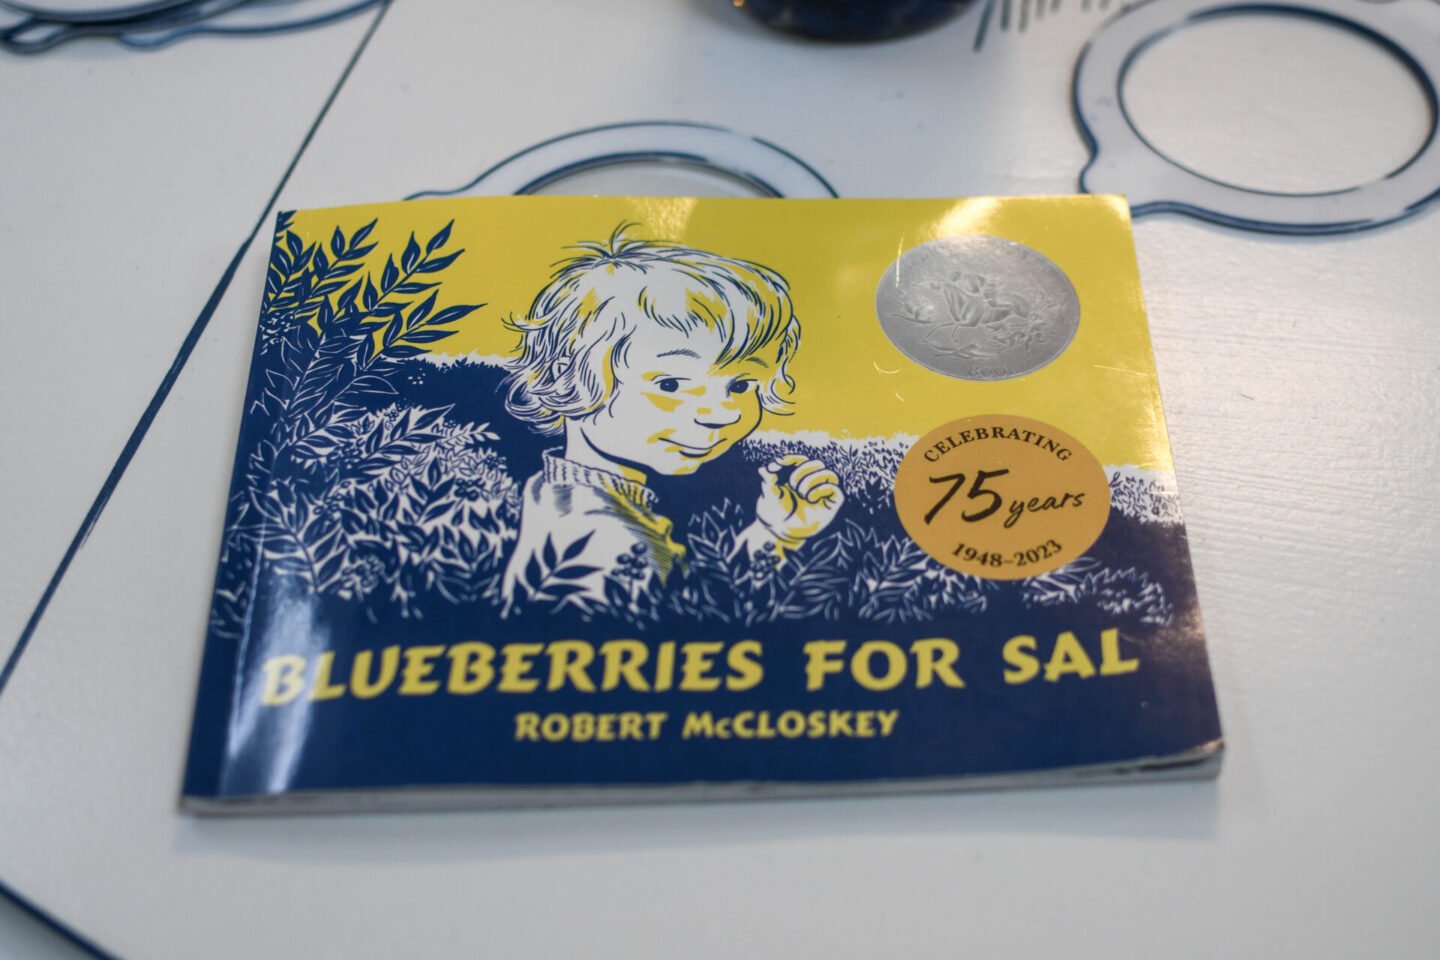 CELEBRATING
75 years
1948–2023
BLUEBERRIES FOR SAL
ROBERT McCLOSKEY